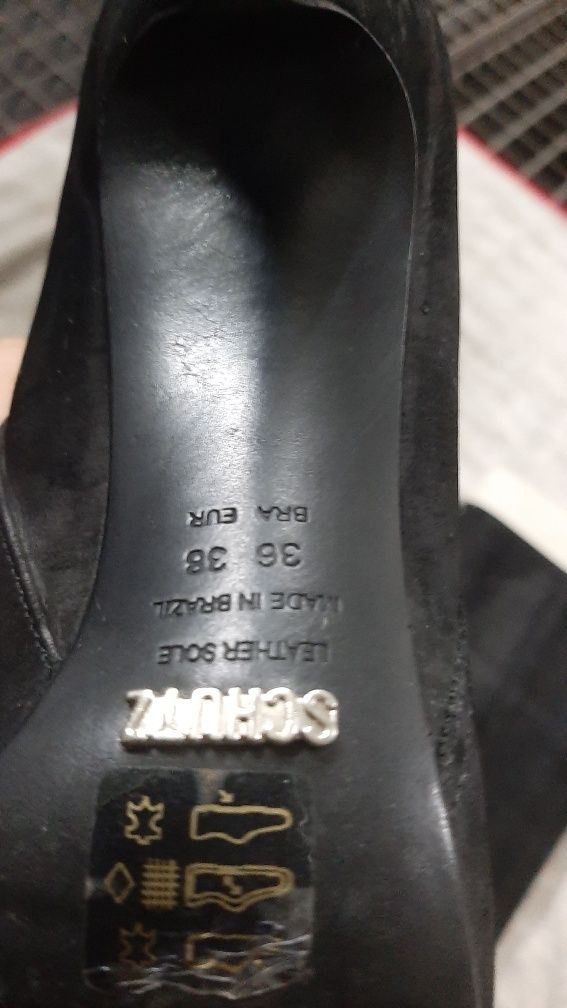 SCHUTZ
LEATHER SOLE
MADE IN BRAZIL
36 38
BRA EUR